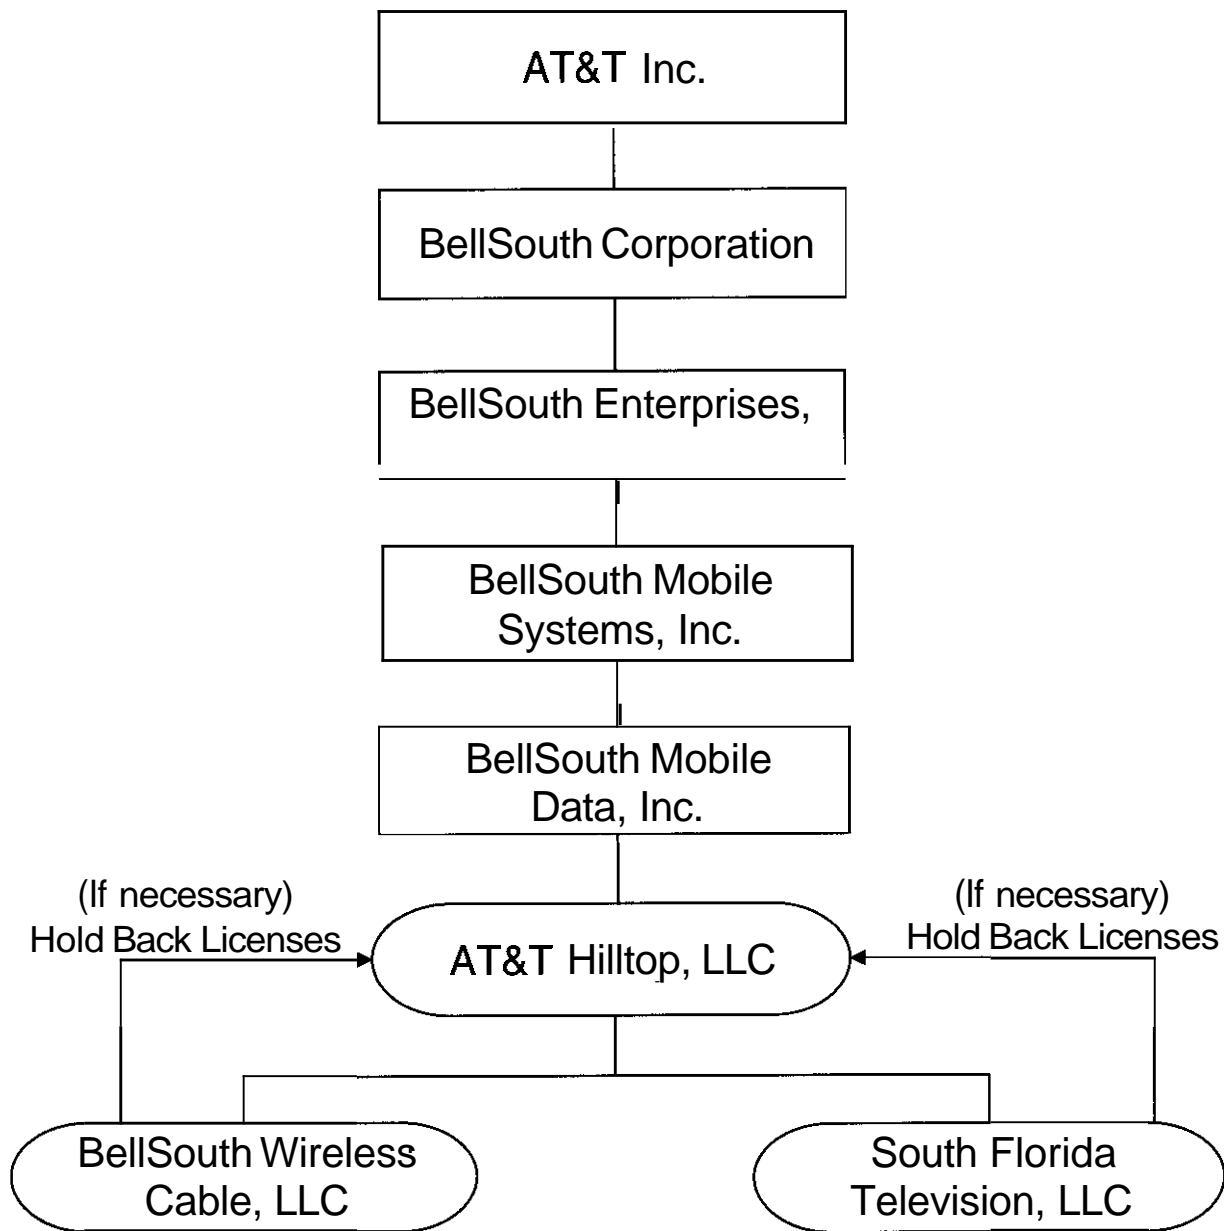 AT&T Inc.
BellSouth Corporation
BellSouth Enterprises,
BellSouth Mobile
Systems, Inc.
BellSouth Mobile
Data, Inc.
(If necessary)
Hold Back Licenses
(If necessary)
Hold Back Licenses
AT&T Hilltop, LLC
BellSouth Wireless
Cable, LLC
South Florida
Television, LLC